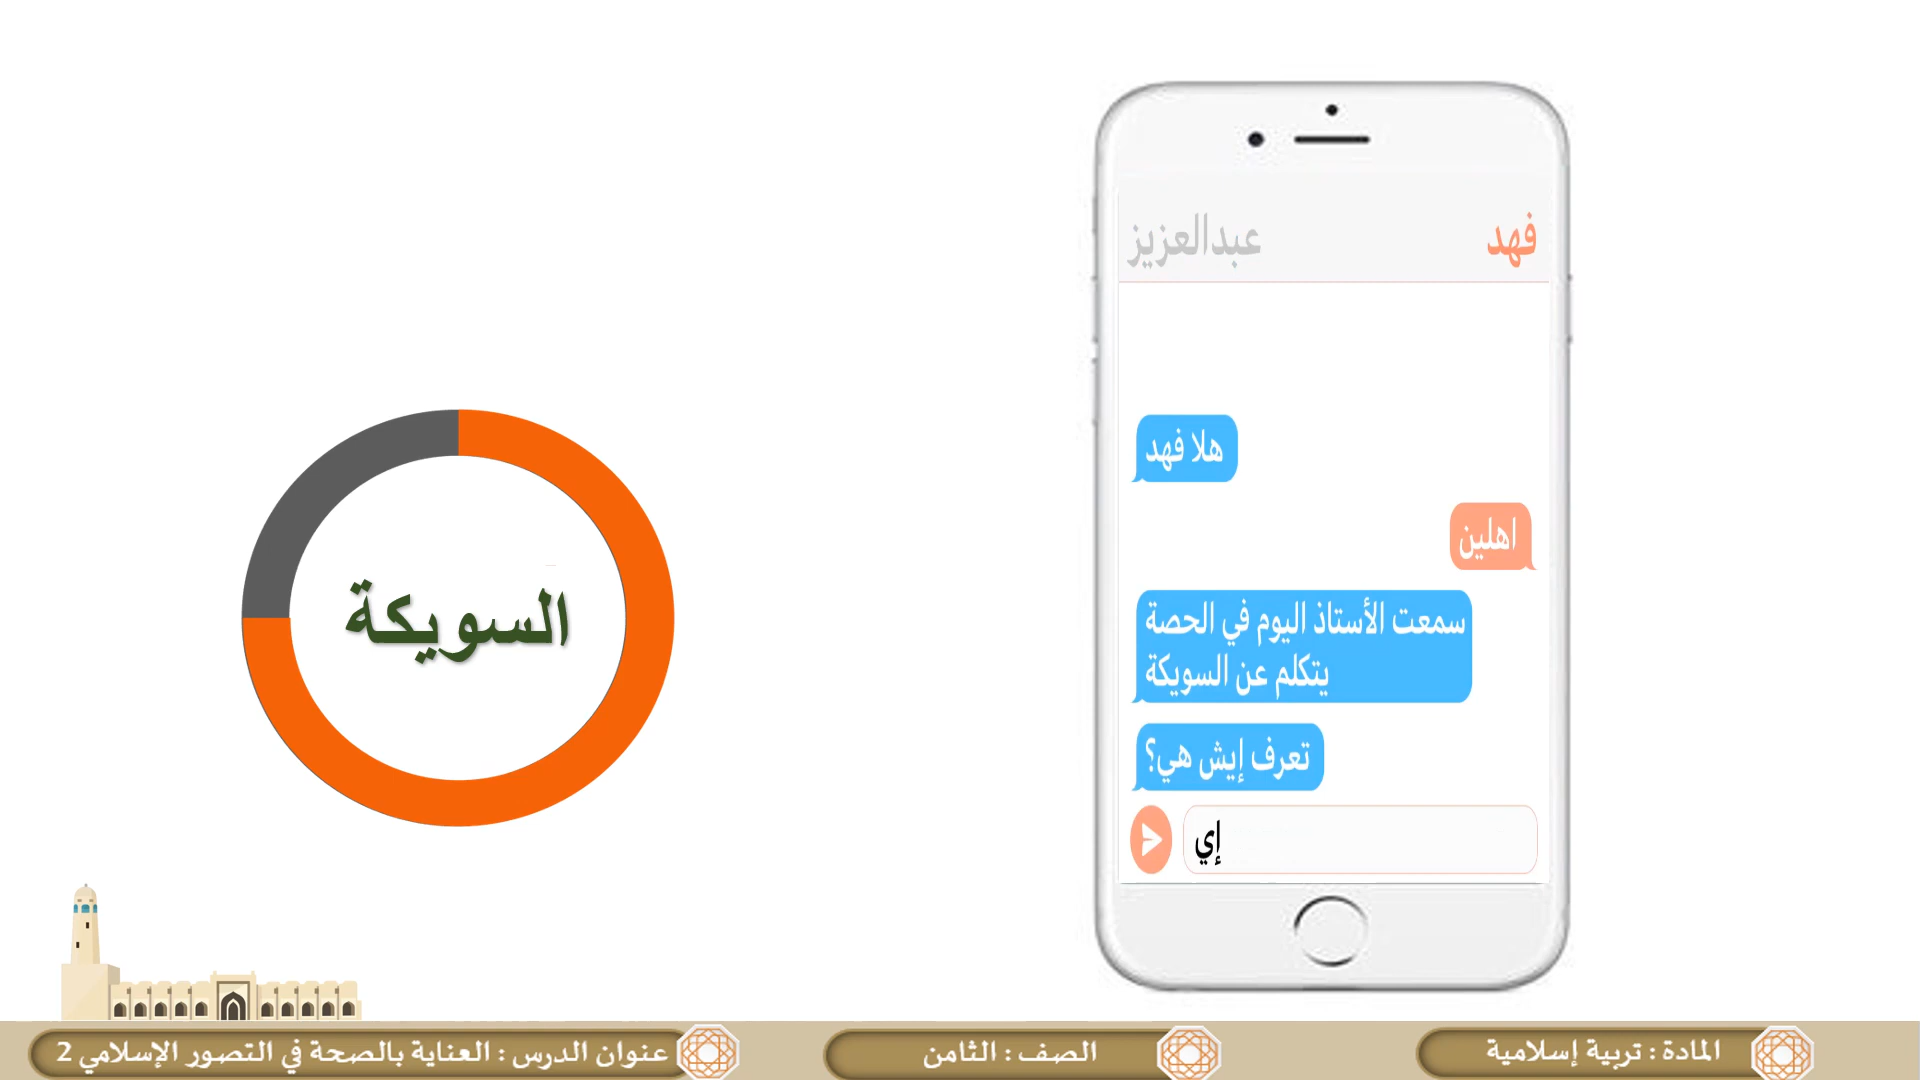 فهد
عبدالعزيز
هلا فهد
اهلين
سمعت الأستاذ اليوم في الحصة
يتكلم عن السويكة
تعرف إيش هي؟
إي
السويكة
المادة : تربية إسلامية
الصف : الثامن
عنوان الدرس : العناية بالصحة في التصور الإسلامي 2